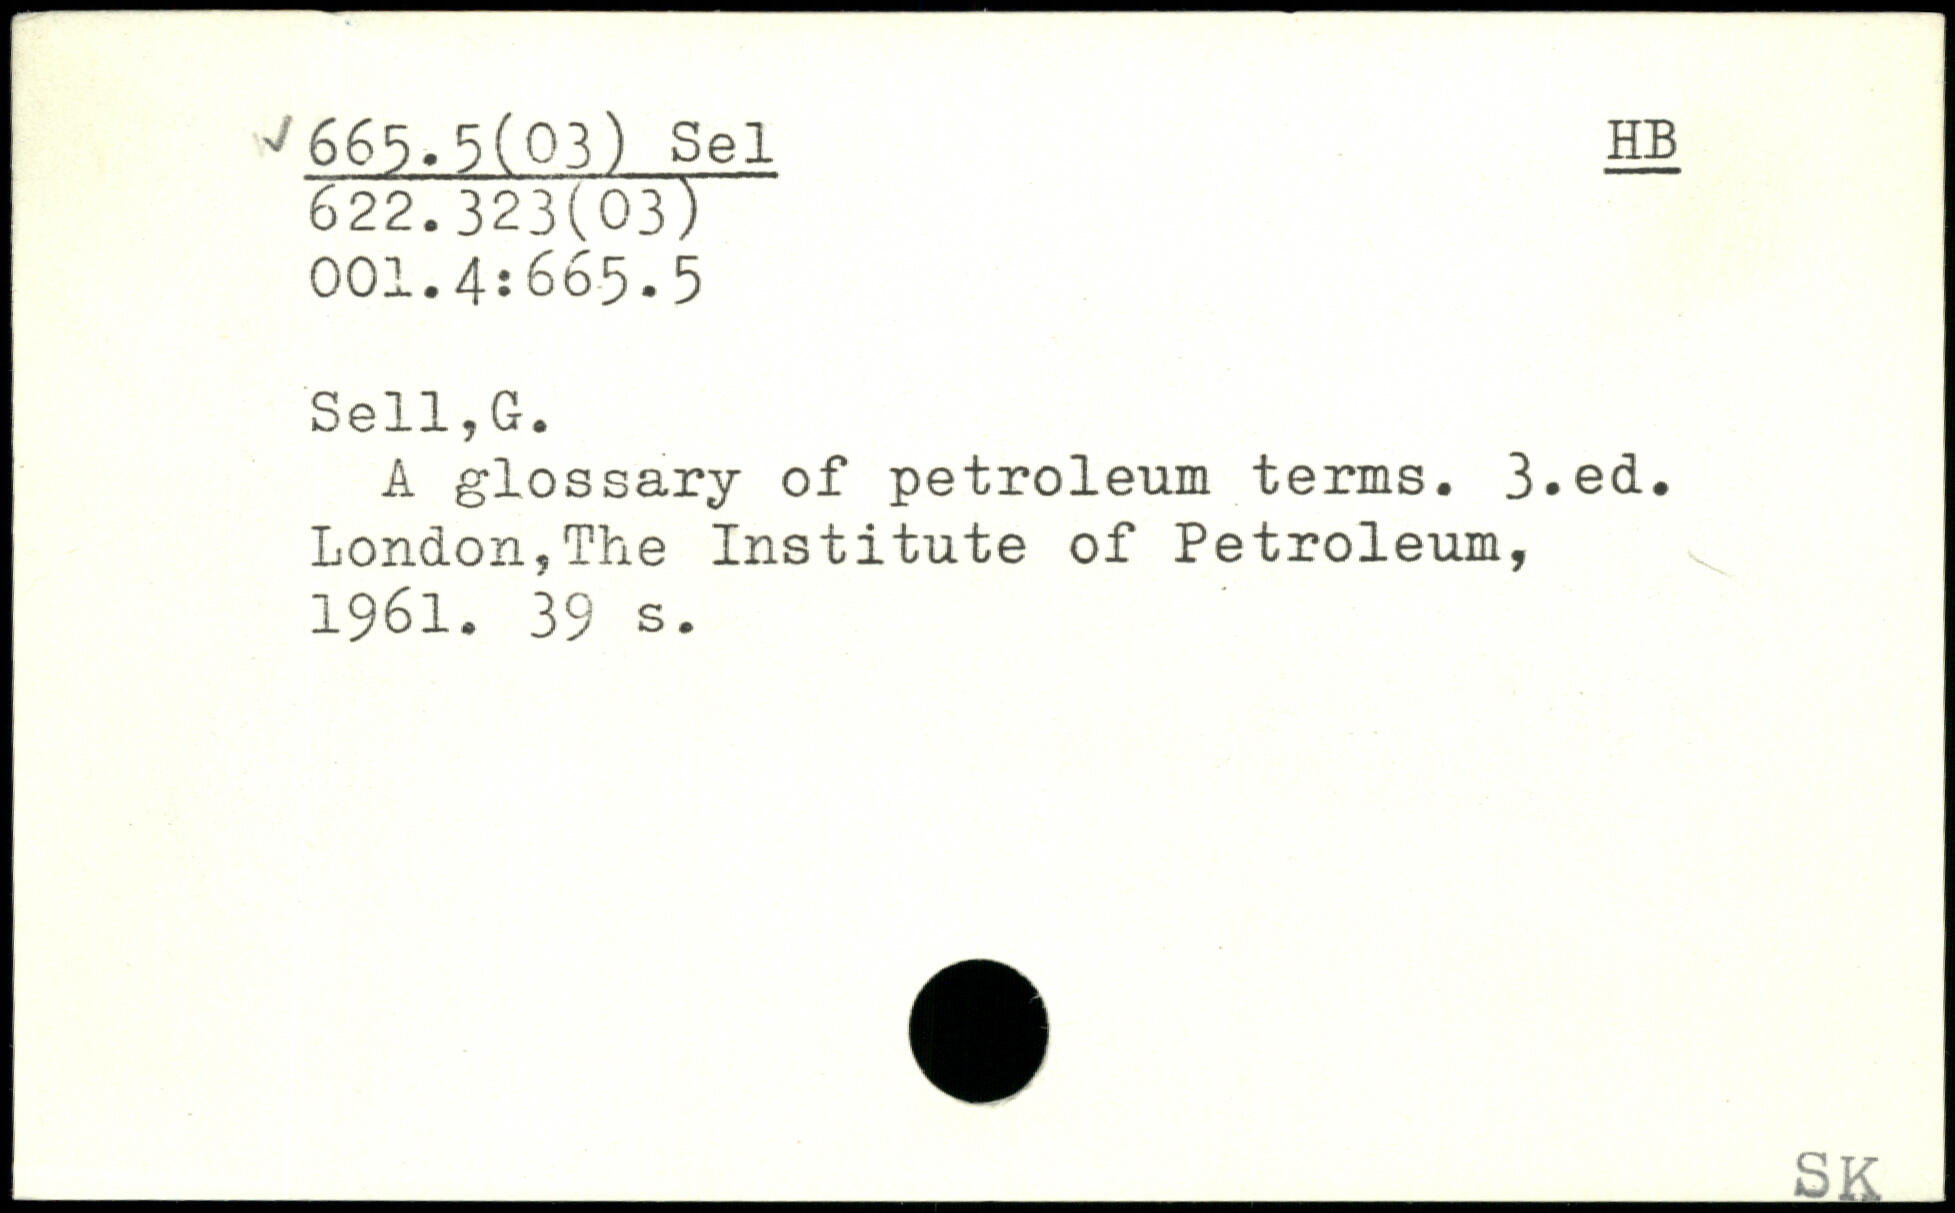 ✓ 665.5(03) Sel HB
622.323(03)
001.4:665.5
Sell,G.
A glossary of petroleum terms. 3.ed.
London,The Institute of Petroleum,
1961. 39 s.
SK